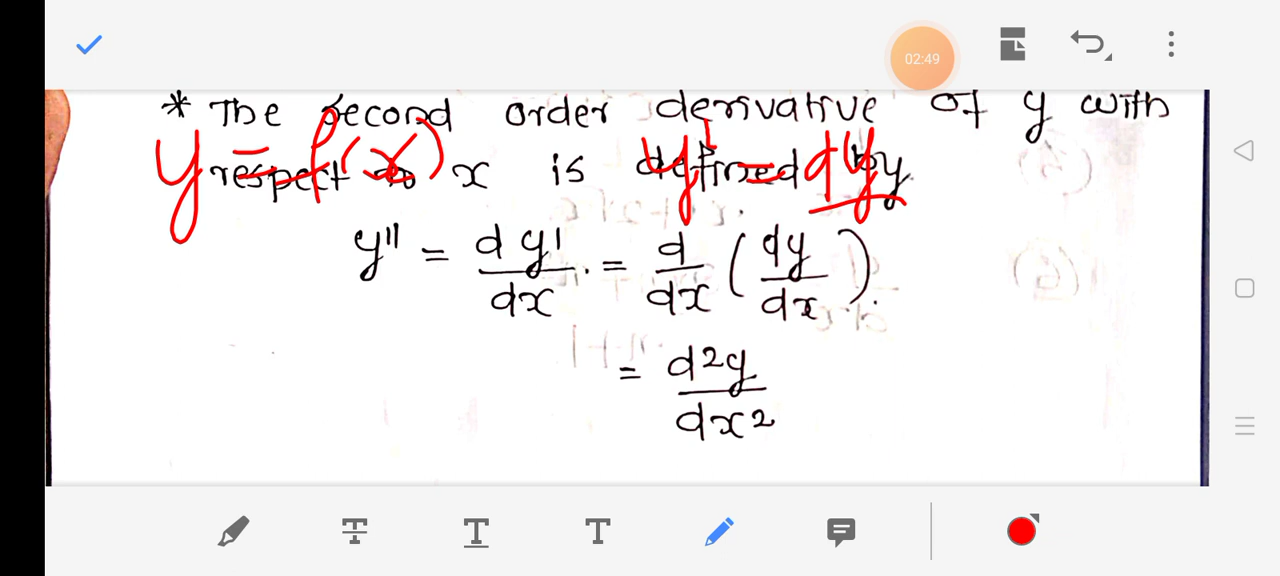 02:49
* The second order derivative of y with
respect to x is defined by
y = f(x) y' = dy
y'' = dy'/dx = d/dx (dy/dx).
= d²y/dx²
T T T